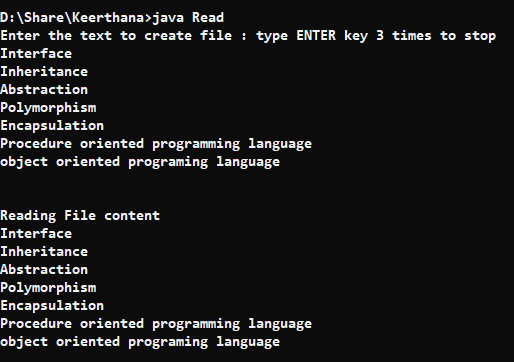 D:\Share\Keerthana>java Read
Enter the text to create file : type ENTER key 3 times to stop
Interface
Inheritance
Abstraction
Polymorphism
Encapsulation
Procedure oriented programming language
object oriented programing language
Reading File content
Interface
Inheritance
Abstraction
Polymorphism
Encapsulation
Procedure oriented programming language
object oriented programing language